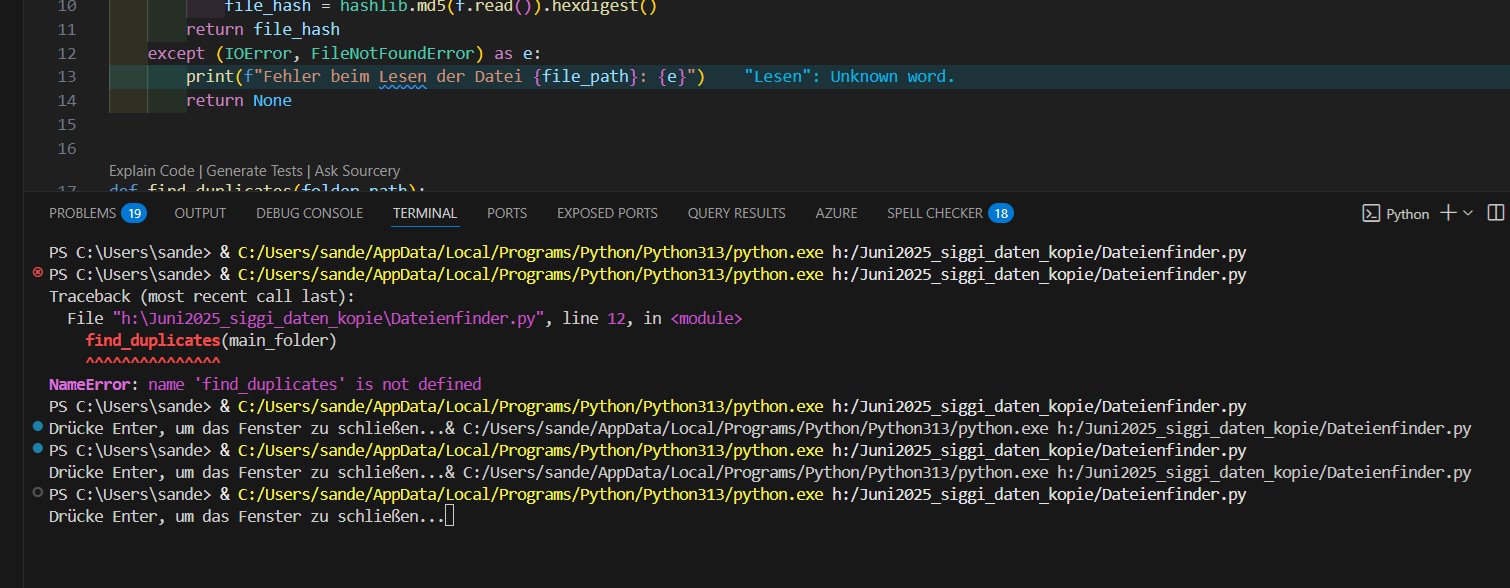 10 file_hash = hashlib.md5(f.read()).hexdigest()
11 return file_hash
12 except (IOError, FileNotFoundError) as e:
13 print(f"Fehler beim Lesen der Datei {file_path}: {e}") "Lesen": Unknown word.
14 return None
15
16
Explain Code | Generate Tests | Ask Sourcery
17 def find_duplicates(folder_path):
PROBLEMS 19 OUTPUT DEBUG CONSOLE TERMINAL PORTS EXPOSED PORTS QUERY RESULTS AZURE SPELL CHECKER 18 Python
PS C:\Users\sande> & C:/Users/sande/AppData/Local/Programs/Python/Python313/python.exe h:/Juni2025_siggi_daten_kopie/Dateienfinder.py
PS C:\Users\sande> & C:/Users/sande/AppData/Local/Programs/Python/Python313/python.exe h:/Juni2025_siggi_daten_kopie/Dateienfinder.py
Traceback (most recent call last):
File "h:\Juni2025_siggi_daten_kopie\Dateienfinder.py", line 12, in <module>
find_duplicates(main_folder)
^^^^^^^^^^^^^^^
NameError: name 'find_duplicates' is not defined
PS C:\Users\sande> & C:/Users/sande/AppData/Local/Programs/Python/Python313/python.exe h:/Juni2025_siggi_daten_kopie/Dateienfinder.py
Drücke Enter, um das Fenster zu schließen...& C:/Users/sande/AppData/Local/Programs/Python/Python313/python.exe h:/Juni2025_siggi_daten_kopie/Dateienfinder.py
PS C:\Users\sande> & C:/Users/sande/AppData/Local/Programs/Python/Python313/python.exe h:/Juni2025_siggi_daten_kopie/Dateienfinder.py
Drücke Enter, um das Fenster zu schließen...& C:/Users/sande/AppData/Local/Programs/Python/Python313/python.exe h:/Juni2025_siggi_daten_kopie/Dateienfinder.py
PS C:\Users\sande> & C:/Users/sande/AppData/Local/Programs/Python/Python313/python.exe h:/Juni2025_siggi_daten_kopie/Dateienfinder.py
Drücke Enter, um das Fenster zu schließen...